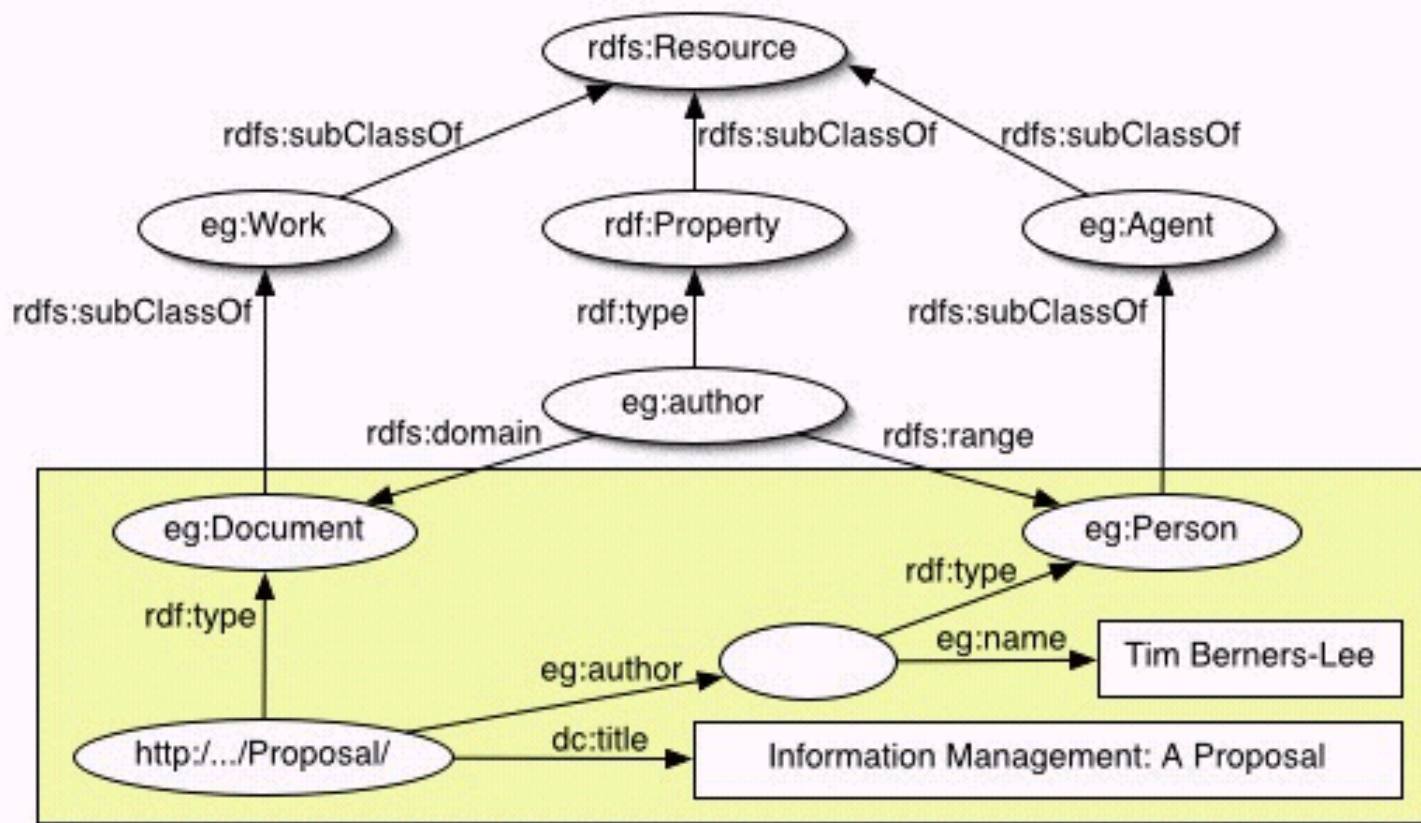 rdfs:Resource
rdfs:subClassOf
rdfs:subClassOf
rdfs:subClassOf
eg:Work
rdf:Property
eg:Agent
rdfs:subClassOf
rdf:type
rdfs:subClassOf
eg:author
rdfs:domain
rdfs:range
eg:Document
eg:Person
rdf:type
rdf:type
eg:author
eg:name
Tim Berners-Lee
http:/.../Proposal/
dc:title
Information Management: A Proposal